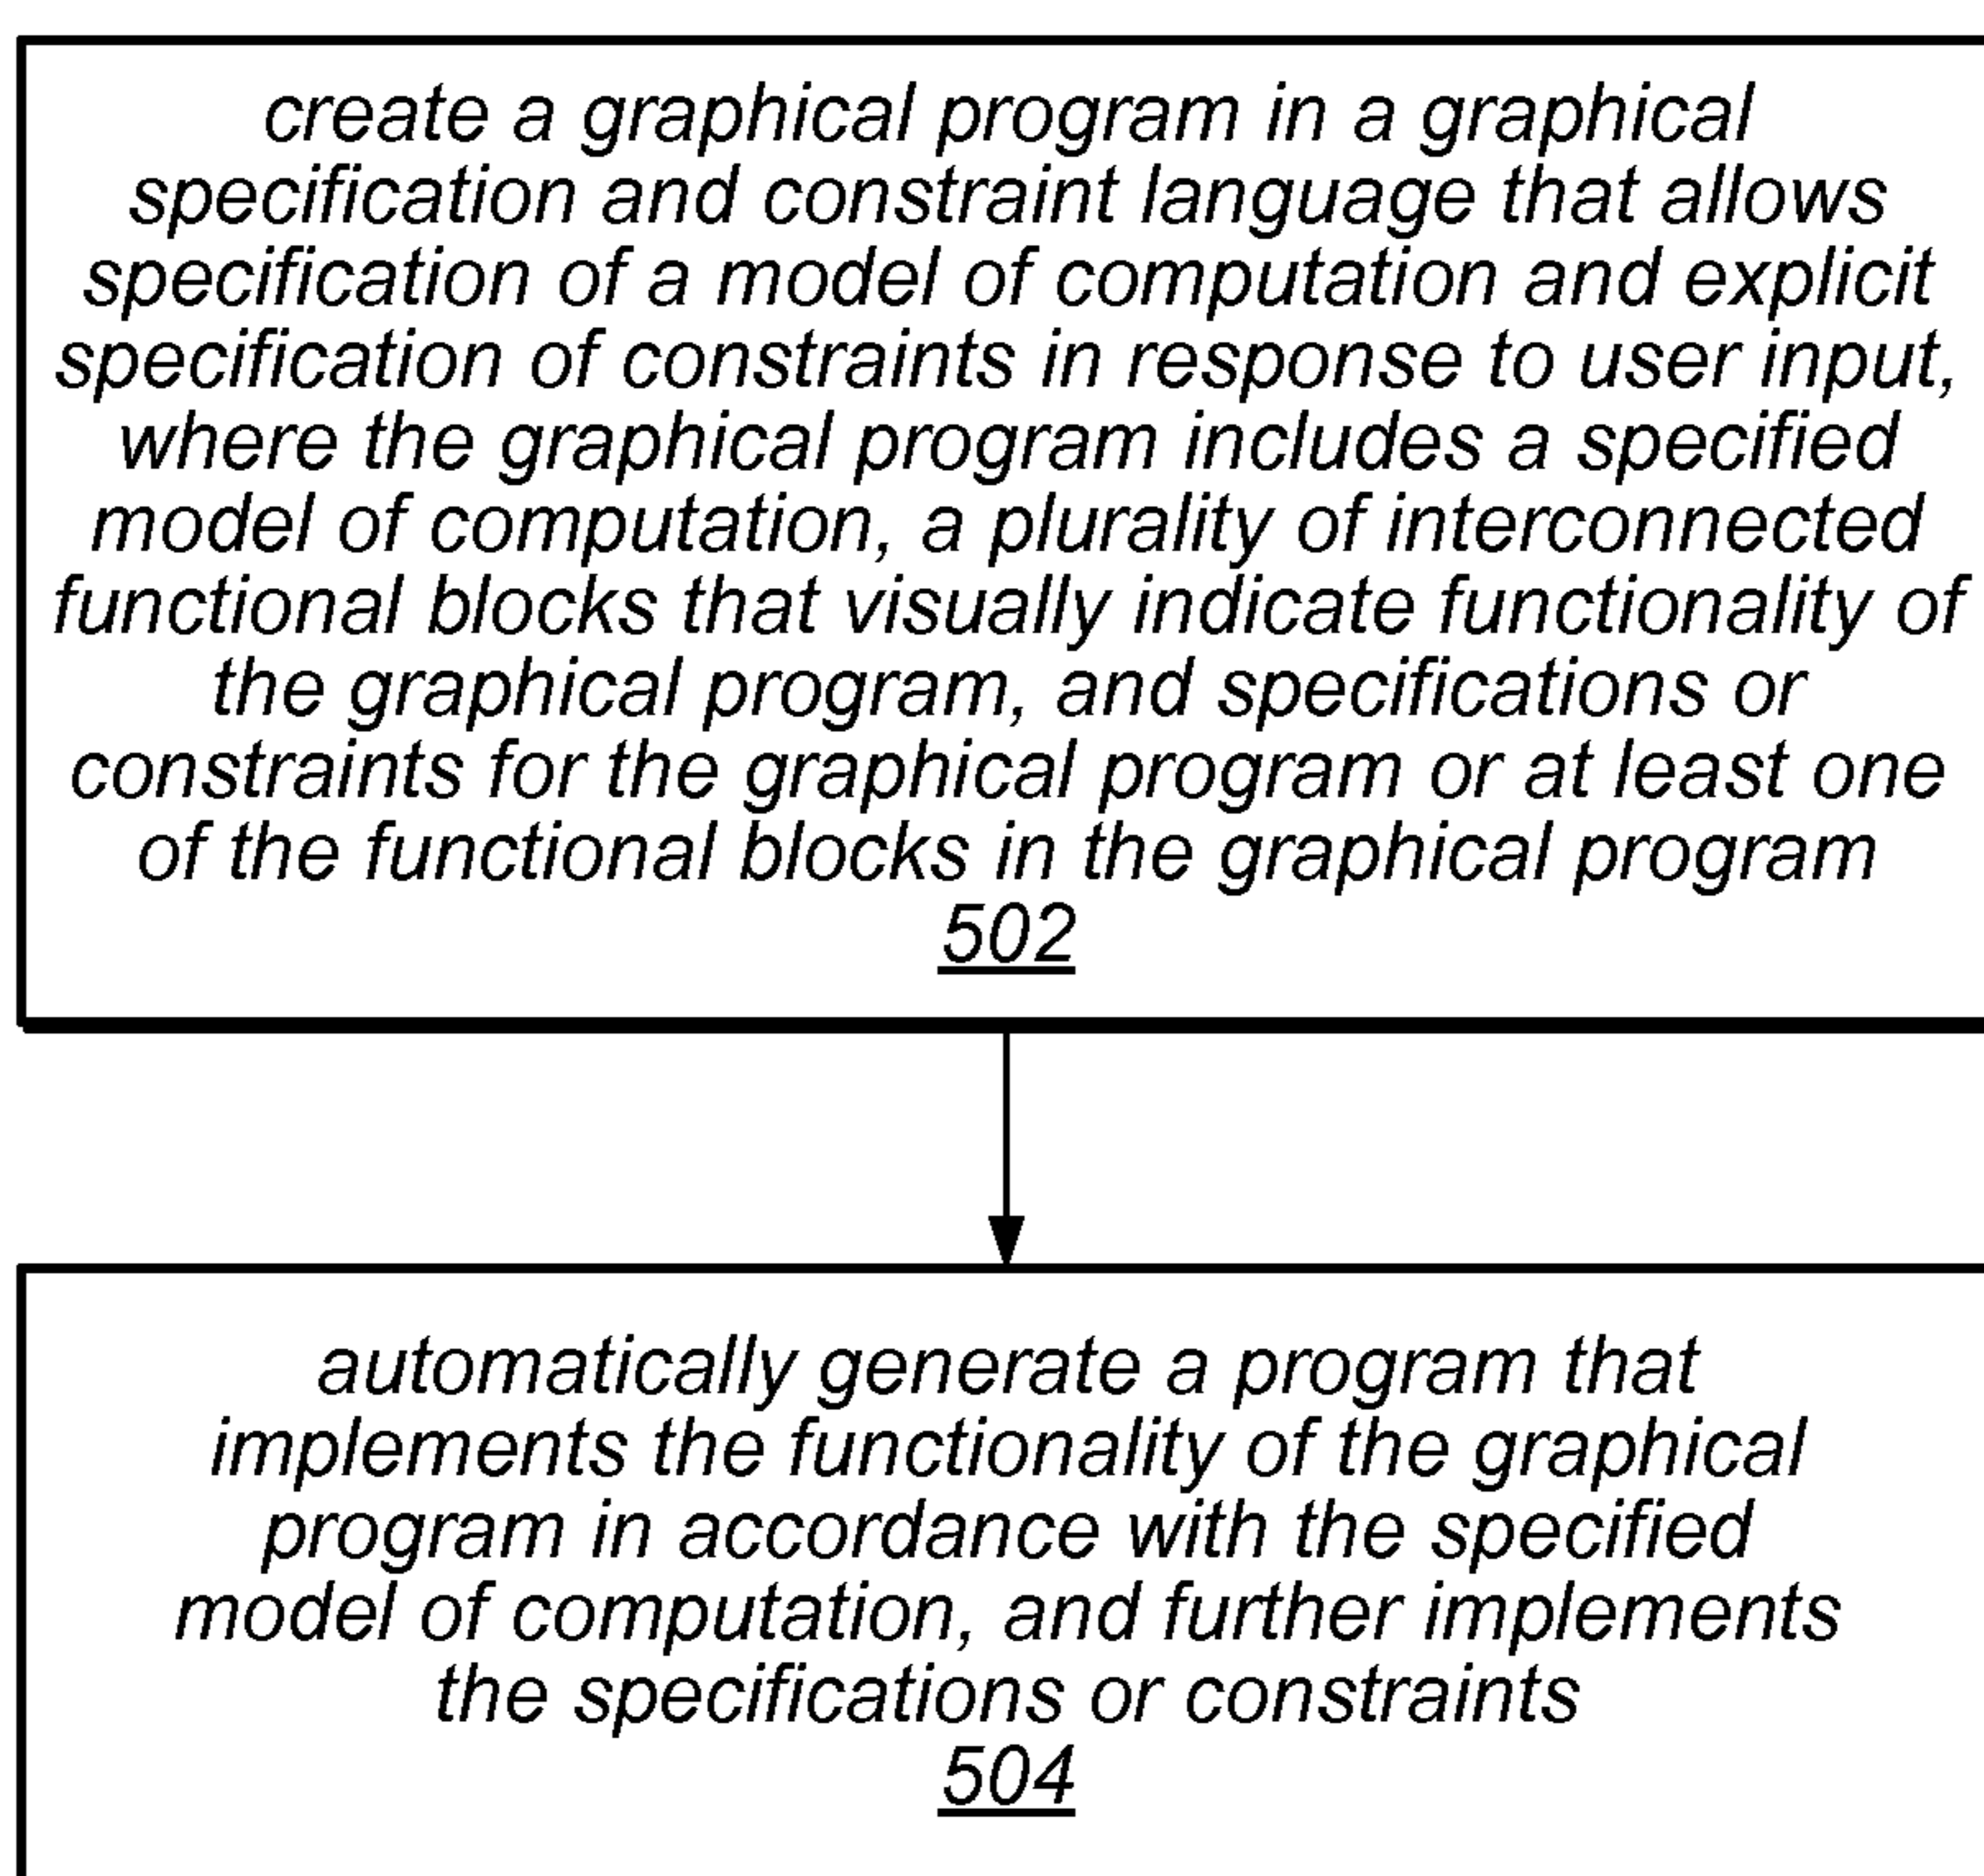 create a graphical program in a graphical
specification and constraint language that allows
specification of a model of computation and explicit
specification of constraints in response to user input,
where the graphical program includes a specified
model of computation, a plurality of interconnected
functional blocks that visually indicate functionality of
the graphical program, and specifications or
constraints for the graphical program or at least one
of the functional blocks in the graphical program
502
automatically generate a program that
implements the functionality of the graphical
program in accordance with the specified
model of computation, and further implements
the specifications or constraints
504